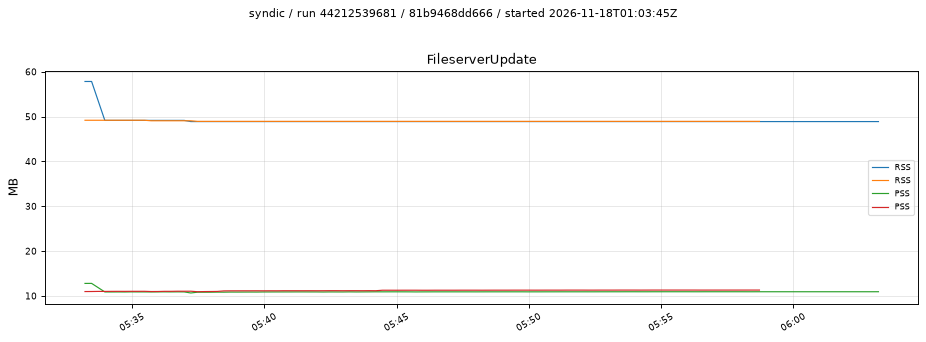 syndic / run 44212539681 / 81b9468dd666 / started 2026-11-18T01:03:45Z
FileserverUpdate
60
50
40
30
20
10
MB
RSS
RSS
PSS
PSS
05:35
05:40
05:45
05:50
05:55
06:00